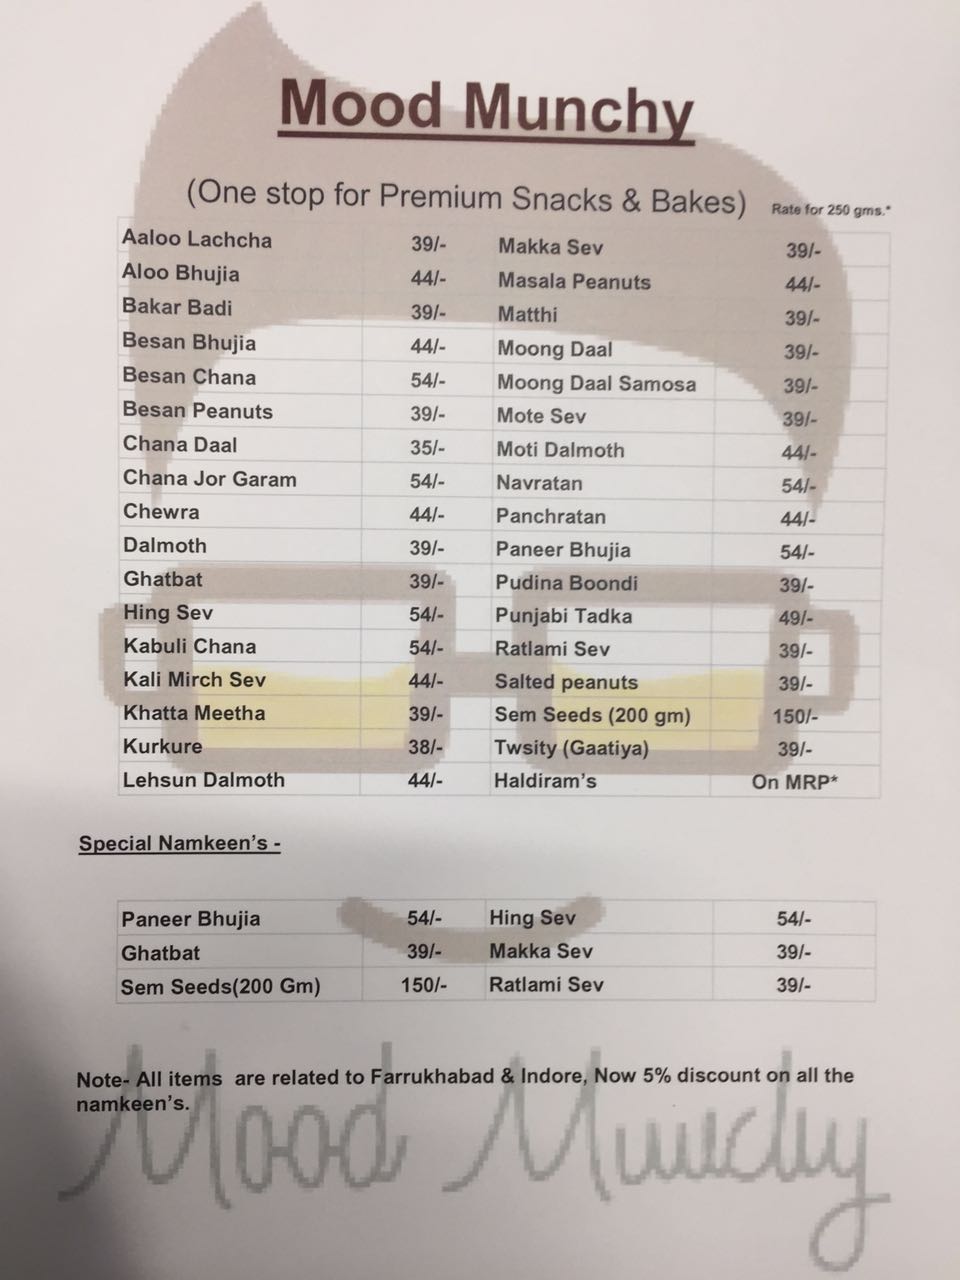 Mood Munchy
(One stop for Premium Snacks & Bakes) Rate for 250 gms.*
Aaloo Lachcha 39/- Makka Sev 39/-
Aloo Bhujia 44/- Masala Peanuts 44/-
Bakar Badi 39/- Matthi 39/-
Besan Bhujia 44/- Moong Daal 39/-
Besan Chana 54/- Moong Daal Samosa 39/-
Besan Peanuts 39/- Mote Sev 39/-
Chana Daal 35/- Moti Dalmoth 44/-
Chana Jor Garam 54/- Navratan 54/-
Chewra 44/- Panchratan 44/-
Dalmoth 39/- Paneer Bhujia 54/-
Ghatbat 39/- Pudina Boondi 39/-
Hing Sev 54/- Punjabi Tadka 49/-
Kabuli Chana 54/- Ratlami Sev 39/-
Kali Mirch Sev 44/- Salted peanuts 39/-
Khatta Meetha 39/- Sem Seeds (200 gm) 150/-
Kurkure 38/- Twsity (Gaatiya) 39/-
Lehsun Dalmoth 44/- Haldiram's On MRP*
Special Namkeen's -
Paneer Bhujia 54/- Hing Sev 54/-
Ghatbat 39/- Makka Sev 39/-
Sem Seeds(200 Gm) 150/- Ratlami Sev 39/-
Note- All items are related to Farrukhabad & Indore, Now 5% discount on all the
namkeen's.
Mood Munchy